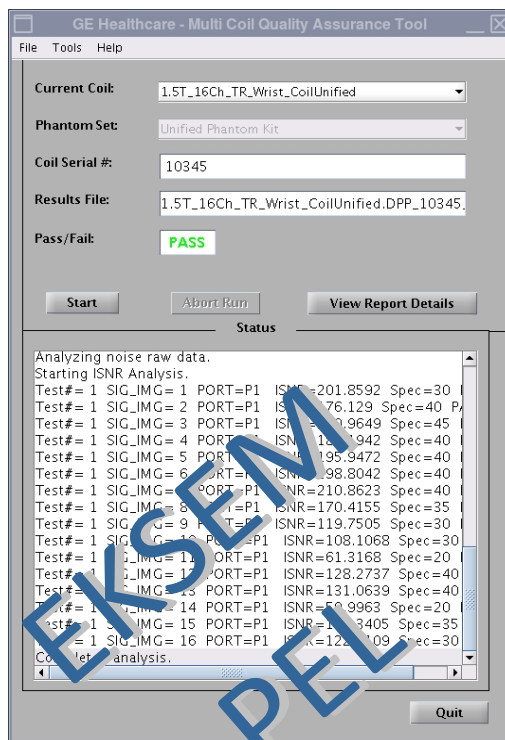 GE Healthcare - Multi Coil Quality Assurance Tool
File Tools Help
Current Coil: 1.5T_16Ch_TR_Wrist_CoilUnified
Phantom Set: Unified Phantom Kit
Coil Serial #: 10345
Results File: 1.5T_16Ch_TR_Wrist_CoilUnified.DPP_10345.
Pass/Fail: PASS
Start Abort Run View Report Details
Status
Analyzing noise raw data.
Starting ISNR Analysis.
Test#= 1 SIG_IMG= 1 PORT=P1 ISNR=201.8592 Spec=30
Test#= 1 SIG_IMG= 2 PORT=P1 Spec=40
Test#= 1 SIG_IMG= 3 PORT=P1 Spec=45
Test#= 1 SIG_IMG= 4 PORT=P1 Spec=40
Test#= 1 SIG_IMG= 5 PORT=P1 Spec=40
Test#= 1 SIG_IMG= 6 Spec=40
Test#= 1 SIG_IMG= ISNR=210.8623 Spec=40
Test#= 1 SIG_IMG= 8 ISNR=170.4155 Spec=35
Test#= 1 SIG_IMG= 9 ISNR=119.7505 Spec=30
Test#= 1 ISNR=108.1068 Spec=30
Test#= 1 ISNR=61.3168 Spec=20
Test#= 1 PORT=P1 ISNR=128.2737 Spec=40
Test#= 1 PORT=P1 ISNR=131.0639 Spec=40
SIG_IMG= 14 PORT=P1 Spec=20
1 SIG_IMG= 15 PORT=P1 Spec=35
1 SIG_IMG= 16 PORT=P1 Spec=30
analysis.
EKSEM
PEL
Quit